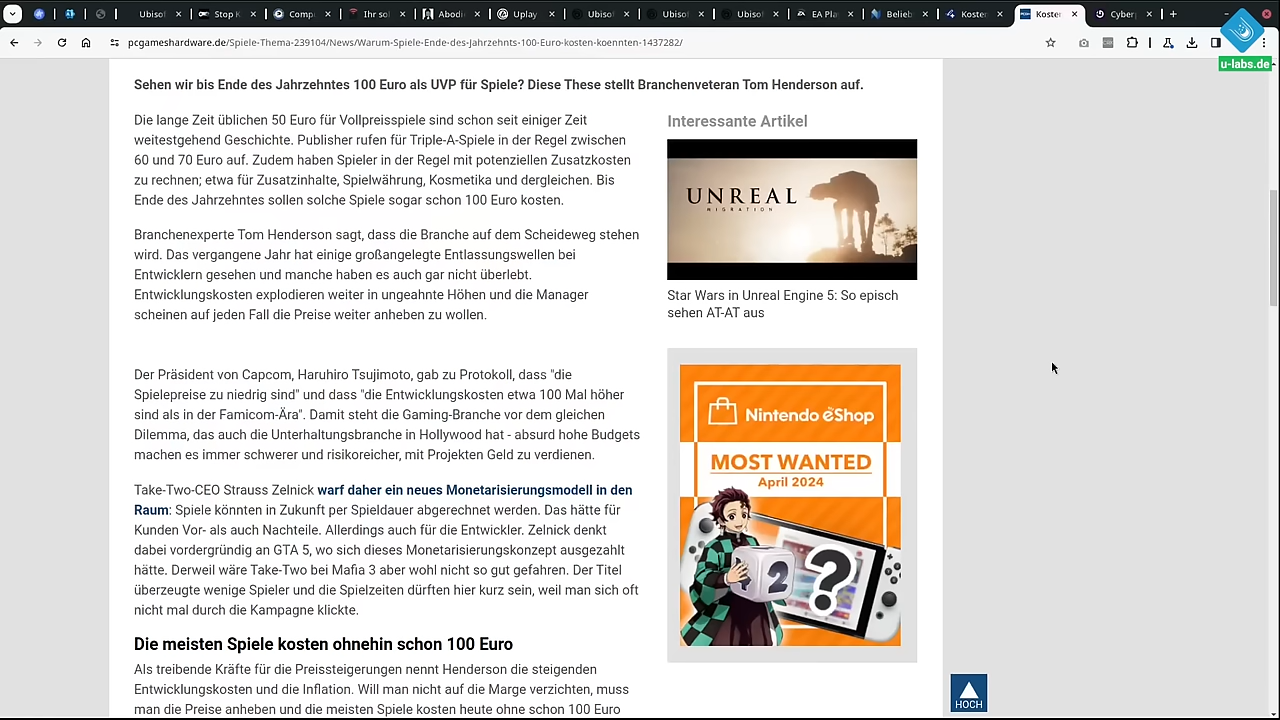 Ubisof
Stop K
Comm
Ihr sol
Abodi
Uplay
Ubisof
Ubisof
Ubisof
EA Pla
Belieb
Kosten
Kosten
Cyberp
pcgameshardware.de/Spiele-Thema-239104/News/Warum-Spiele-Ende-des-Jahrzehnts-100-Euro-kosten-koennten-1437282/
u-labs.de
Sehen wir bis Ende des Jahrzehntes 100 Euro als UVP für Spiele? Diese These stellt Branchenveteran Tom Henderson auf.
Die lange Zeit üblichen 50 Euro für Vollpreisspiele sind schon seit einiger Zeit
weitestgehend Geschichte. Publisher rufen für Triple-A-Spiele in der Regel zwischen
60 und 70 Euro auf. Zudem haben Spieler in der Regel mit potenziellen Zusatzkosten
zu rechnen; etwa für Zusatzinhalte, Spielwährung, Kosmetika und dergleichen. Bis
Ende des Jahrzehntes sollen solche Spiele sogar schon 100 Euro kosten.
Branchenexperte Tom Henderson sagt, dass die Branche auf dem Scheideweg stehen
wird. Das vergangene Jahr hat einige großangelegte Entlassungswellen bei
Entwicklern gesehen und manche haben es auch gar nicht überlebt.
Entwicklungskosten explodieren weiter in ungeahnte Höhen und die Manager
scheinen auf jeden Fall die Preise weiter anheben zu wollen.
Der Präsident von Capcom, Haruhiro Tsujimoto, gab zu Protokoll, dass "die
Spielepreise zu niedrig sind" und dass "die Entwicklungskosten etwa 100 Mal höher
sind als in der Famicom-Ära". Damit steht die Gaming-Branche vor dem gleichen
Dilemma, das auch die Unterhaltungsbranche in Hollywood hat - absurd hohe Budgets
machen es immer schwerer und risikoreicher, mit Projekten Geld zu verdienen.
Take-Two-CEO Strauss Zelnick warf daher ein neues Monetarisierungsmodell in den
Raum: Spiele könnten in Zukunft per Spieldauer abgerechnet werden. Das hätte für
Kunden Vor- als auch Nachteile. Allerdings auch für die Entwickler. Zelnick denkt
dabei vordergründig an GTA 5, wo sich dieses Monetarisierungskonzept ausgezahlt
hätte. Derweil wäre Take-Two bei Mafia 3 aber wohl nicht so gut gefahren. Der Titel
überzeugte wenige Spieler und die Spielzeiten dürften hier kurz sein, weil man sich oft
nicht mal durch die Kampagne klickte.
Die meisten Spiele kosten ohnehin schon 100 Euro
Als treibende Kräfte für die Preissteigerungen nennt Henderson die steigenden
Entwicklungskosten und die Inflation. Will man nicht auf die Marge verzichten, muss
man die Preise anheben und die meisten Spiele kosten heute ohne schon 100 Euro
Interessante Artikel
UNREAL
MIGRATION
Star Wars in Unreal Engine 5: So episch
sehen AT-AT aus
Nintendo eShop
MOST WANTED
April 2024
2
?
HOCH